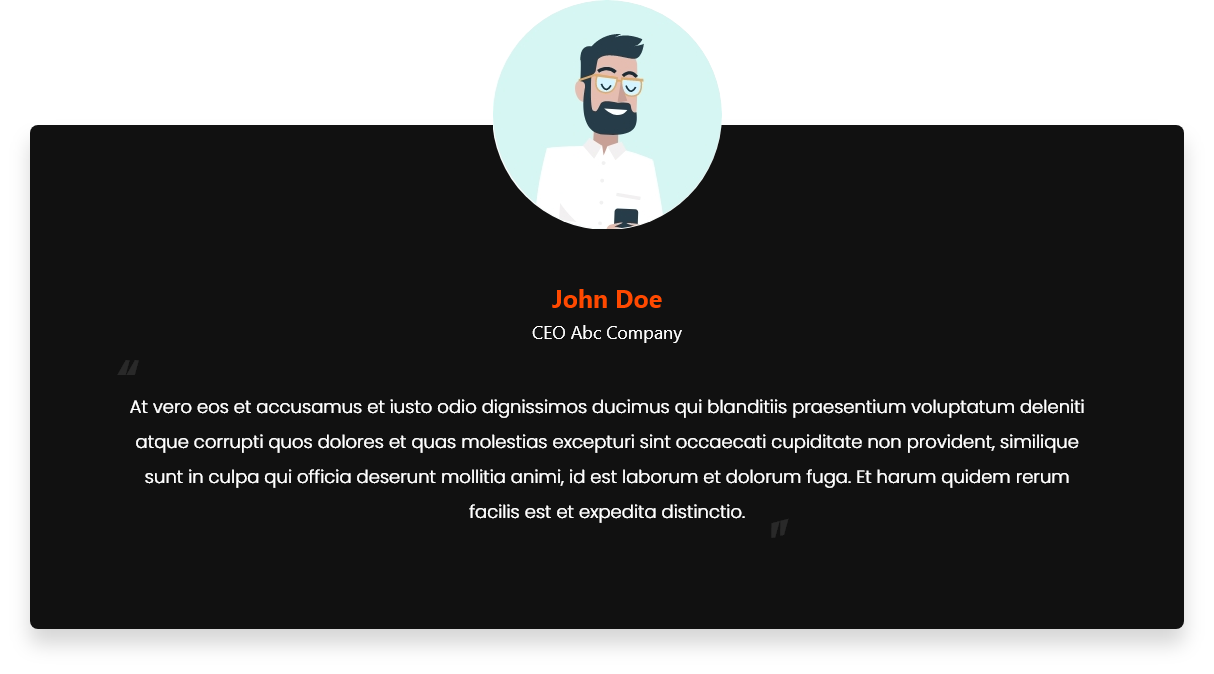 John Doe
CEO Abc Company
“
At vero eos et accusamus et iusto odio dignissimos ducimus qui blanditiis praesentium voluptatum deleniti
atque corrupti quos dolores et quas molestias excepturi sint occaecati cupiditate non provident, similique
sunt in culpa qui officia deserunt mollitia animi, id est laborum et dolorum fuga. Et harum quidem rerum
facilis est et expedita distinctio.
”